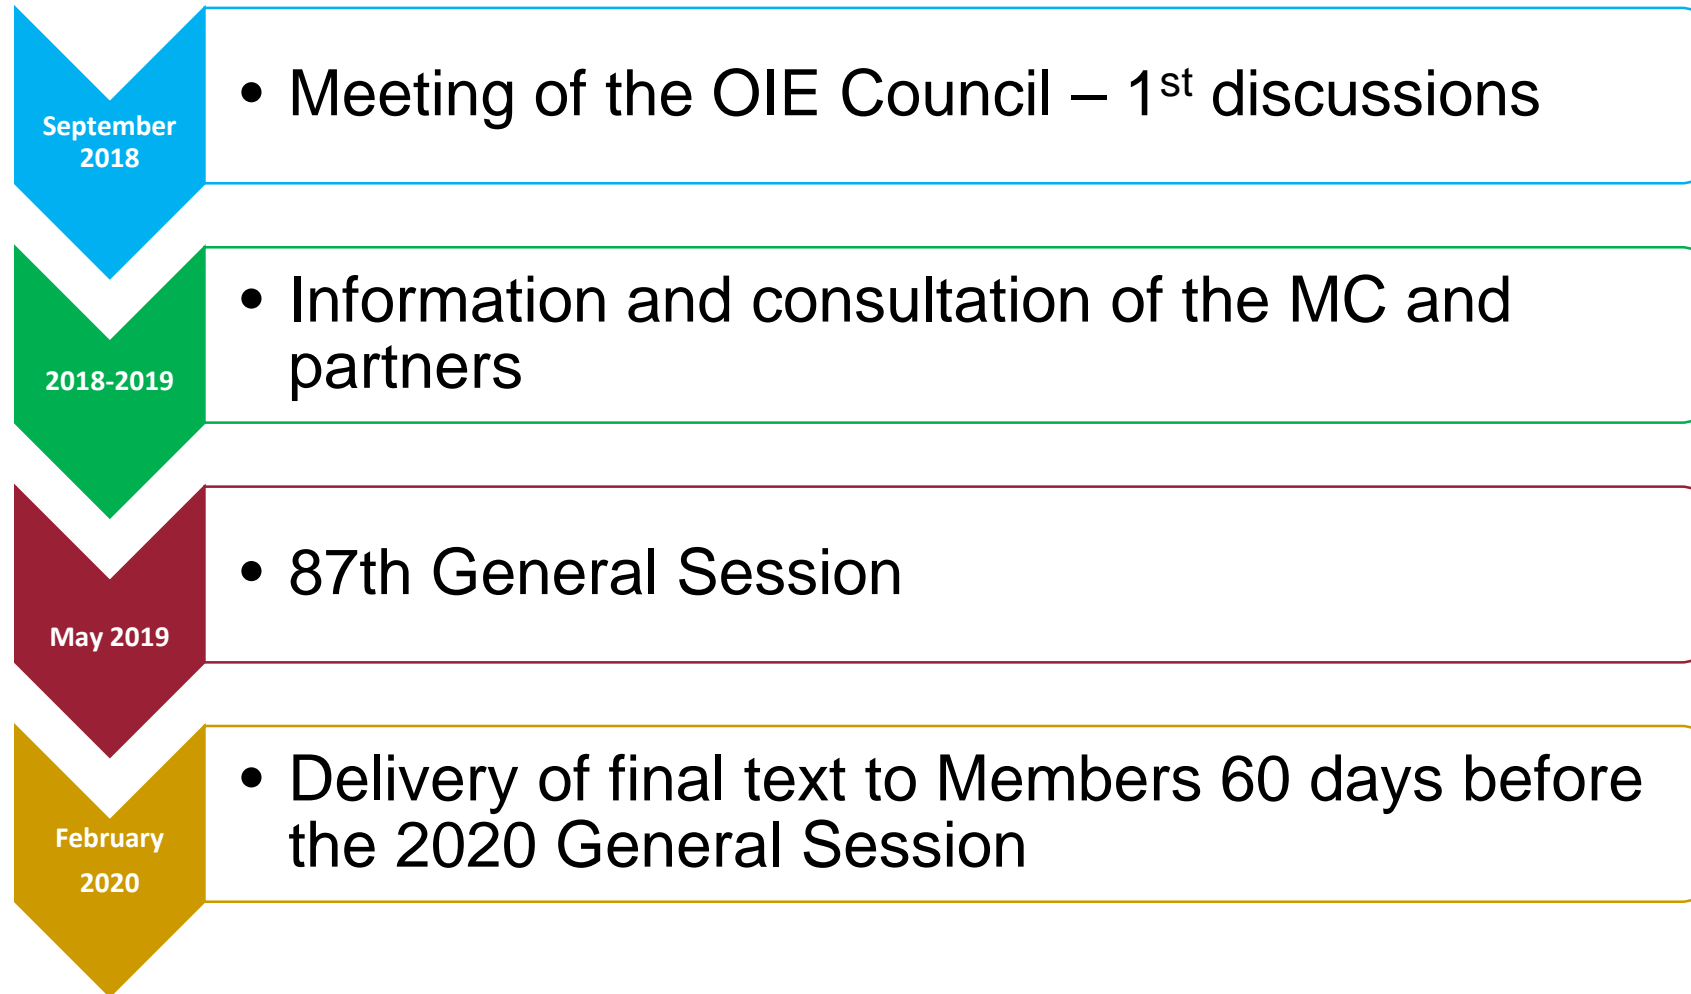 September
2018
• Meeting of the OIE Council – 1st discussions
2018-2019
• Information and consultation of the MC and
partners
May 2019
• 87th General Session
February
2020
• Delivery of final text to Members 60 days before
the 2020 General Session